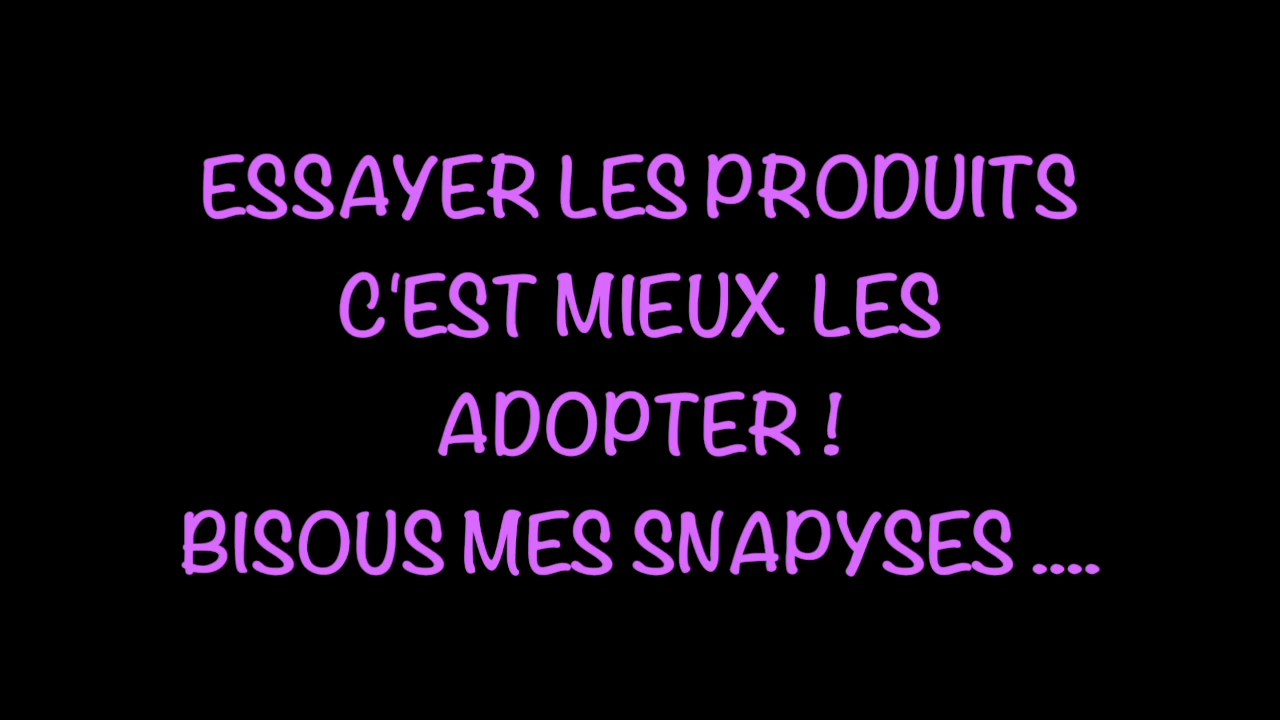 ESSAYER LES PRODUITS
C'EST MIEUX LES
ADOPTER !
BISOUS MES SNAPYSES ....